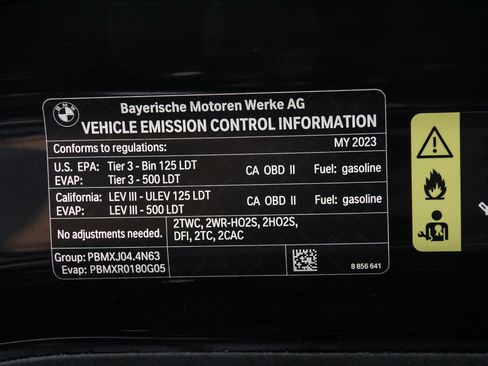 BMW
Bayerische Motoren Werke AG
VEHICLE EMISSION CONTROL INFORMATION
Conforms to regulations: MY 2023
U.S. EPA: Tier 3 - Bin 125 LDT CA OBD II Fuel: gasoline
EVAP: Tier 3 - 500 LDT
California: LEV III - ULEV 125 LDT CA OBD II Fuel: gasoline
EVAP: LEV III - 500 LDT
No adjustments needed. 2TWC, 2WR-HO2S, 2HO2S,
DFI, 2TC, 2CAC
Group: PBMXJ04.4N63
Evap: PBMXR0180G05
8 856 641